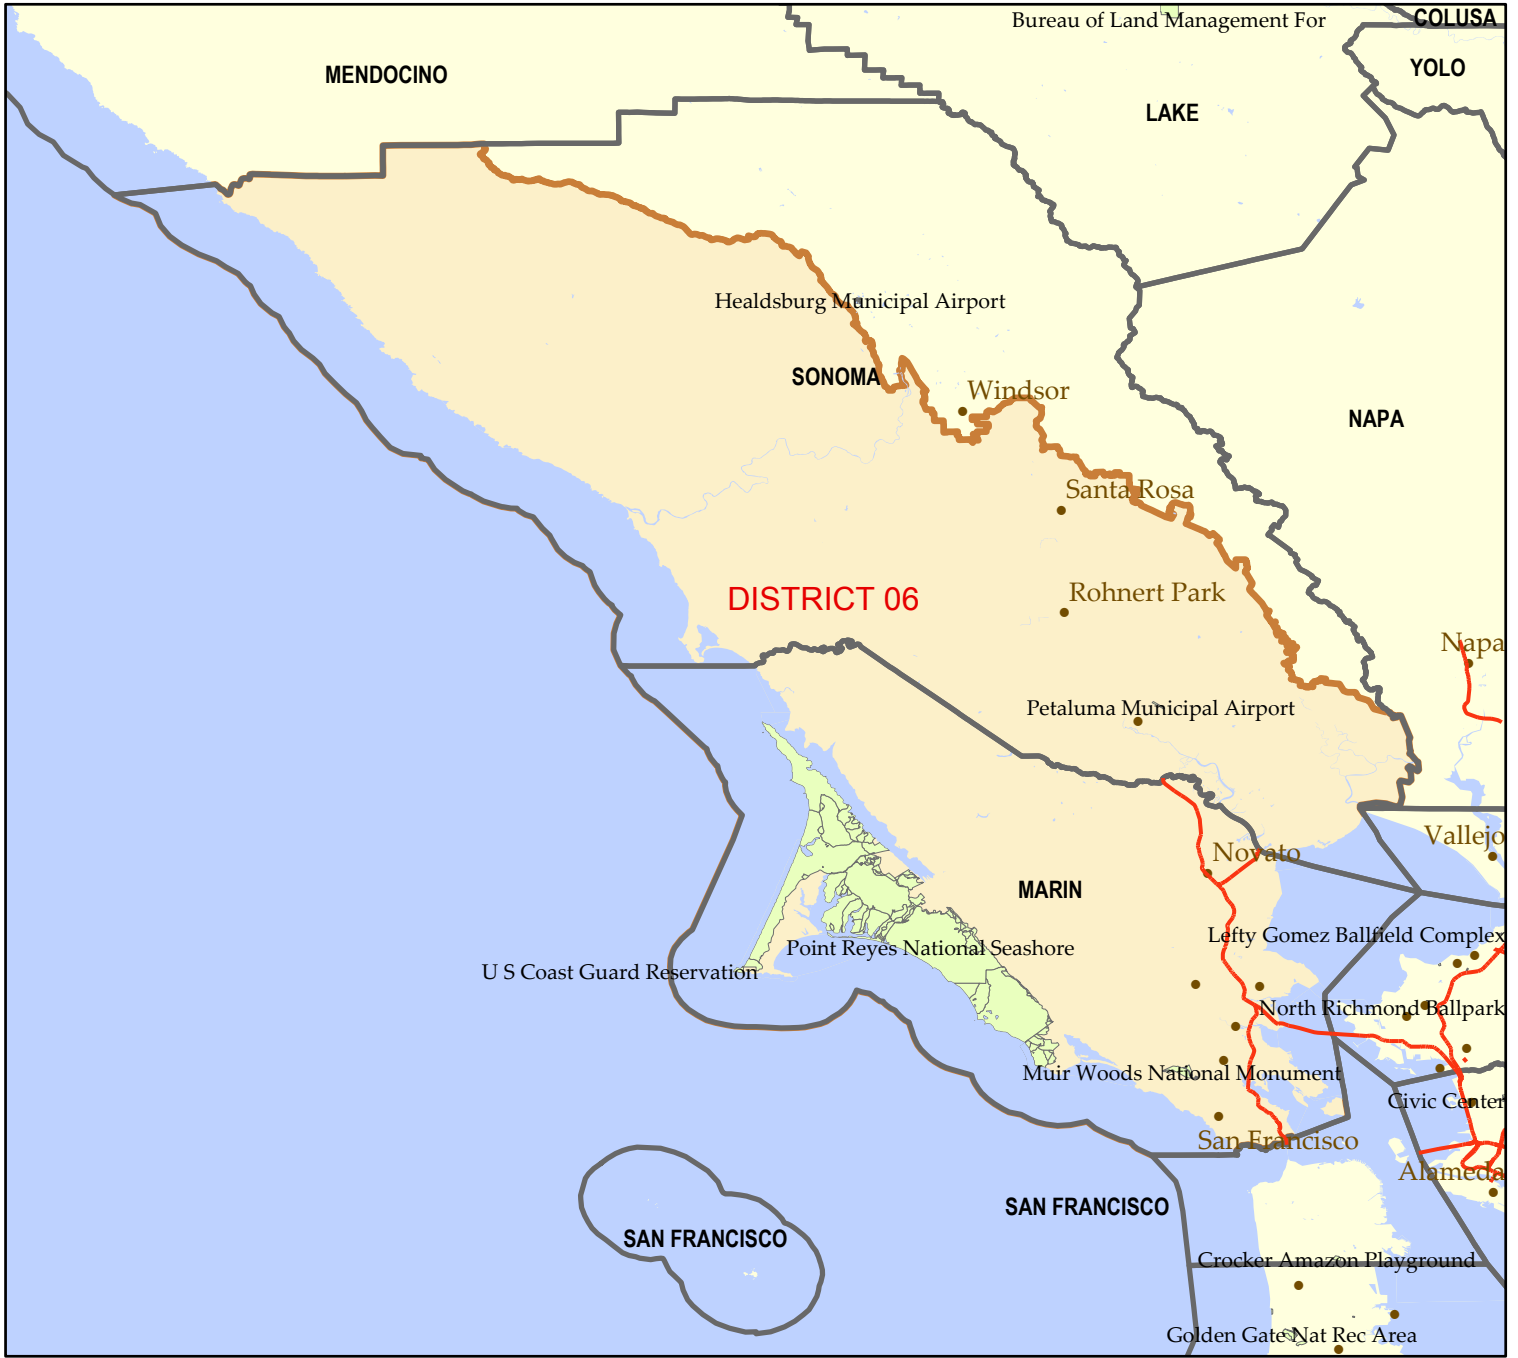 Bureau of Land Management For
COLUSA
YOLO
MENDOCINO
LAKE
Healdsburg Municipal Airport
SONOMA
Windsor
NAPA
Santa Rosa
DISTRICT 06
Rohnert Park
Napa
Petaluma Municipal Airport
Vallejo
Novato
MARIN
Lefty Gomez Ballfield Complex
Point Reyes National Seashore
U S Coast Guard Reservation
North Richmond Ballpark
Muir Woods National Monument
Civic Center
San Francisco
Alameda
SAN FRANCISCO
SAN FRANCISCO
Crocker Amazon Playground
Golden Gate Nat Rec Area